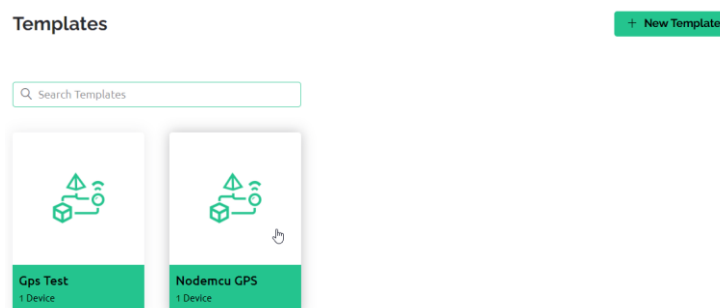 Templates
+ New Template
Search Templates
Gps Test
1 Device
Nodemcu GPS
1 Device